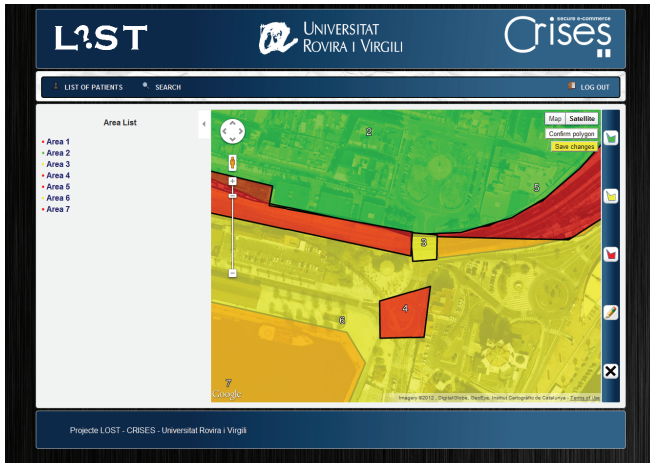 L?ST
UNIVERSITAT
ROVIRA I VIRGILI
secure e-commerce
Crises
LIST OF PATIENTS SEARCH LOG OUT
Area List
Area 1
Area 2
Area 3
Area 4
Area 5
Area 6
Area 7
Map Satellite
Confirm polygon
Save changes
2
5
3
4
6
7
Google
Imagery ©2012 , DigitalGlobe, GeoEye, Institut Cartogràfic de Catalunya - Terms of Use
Projecte LOST - CRISES - Universitat Rovira i Virgili